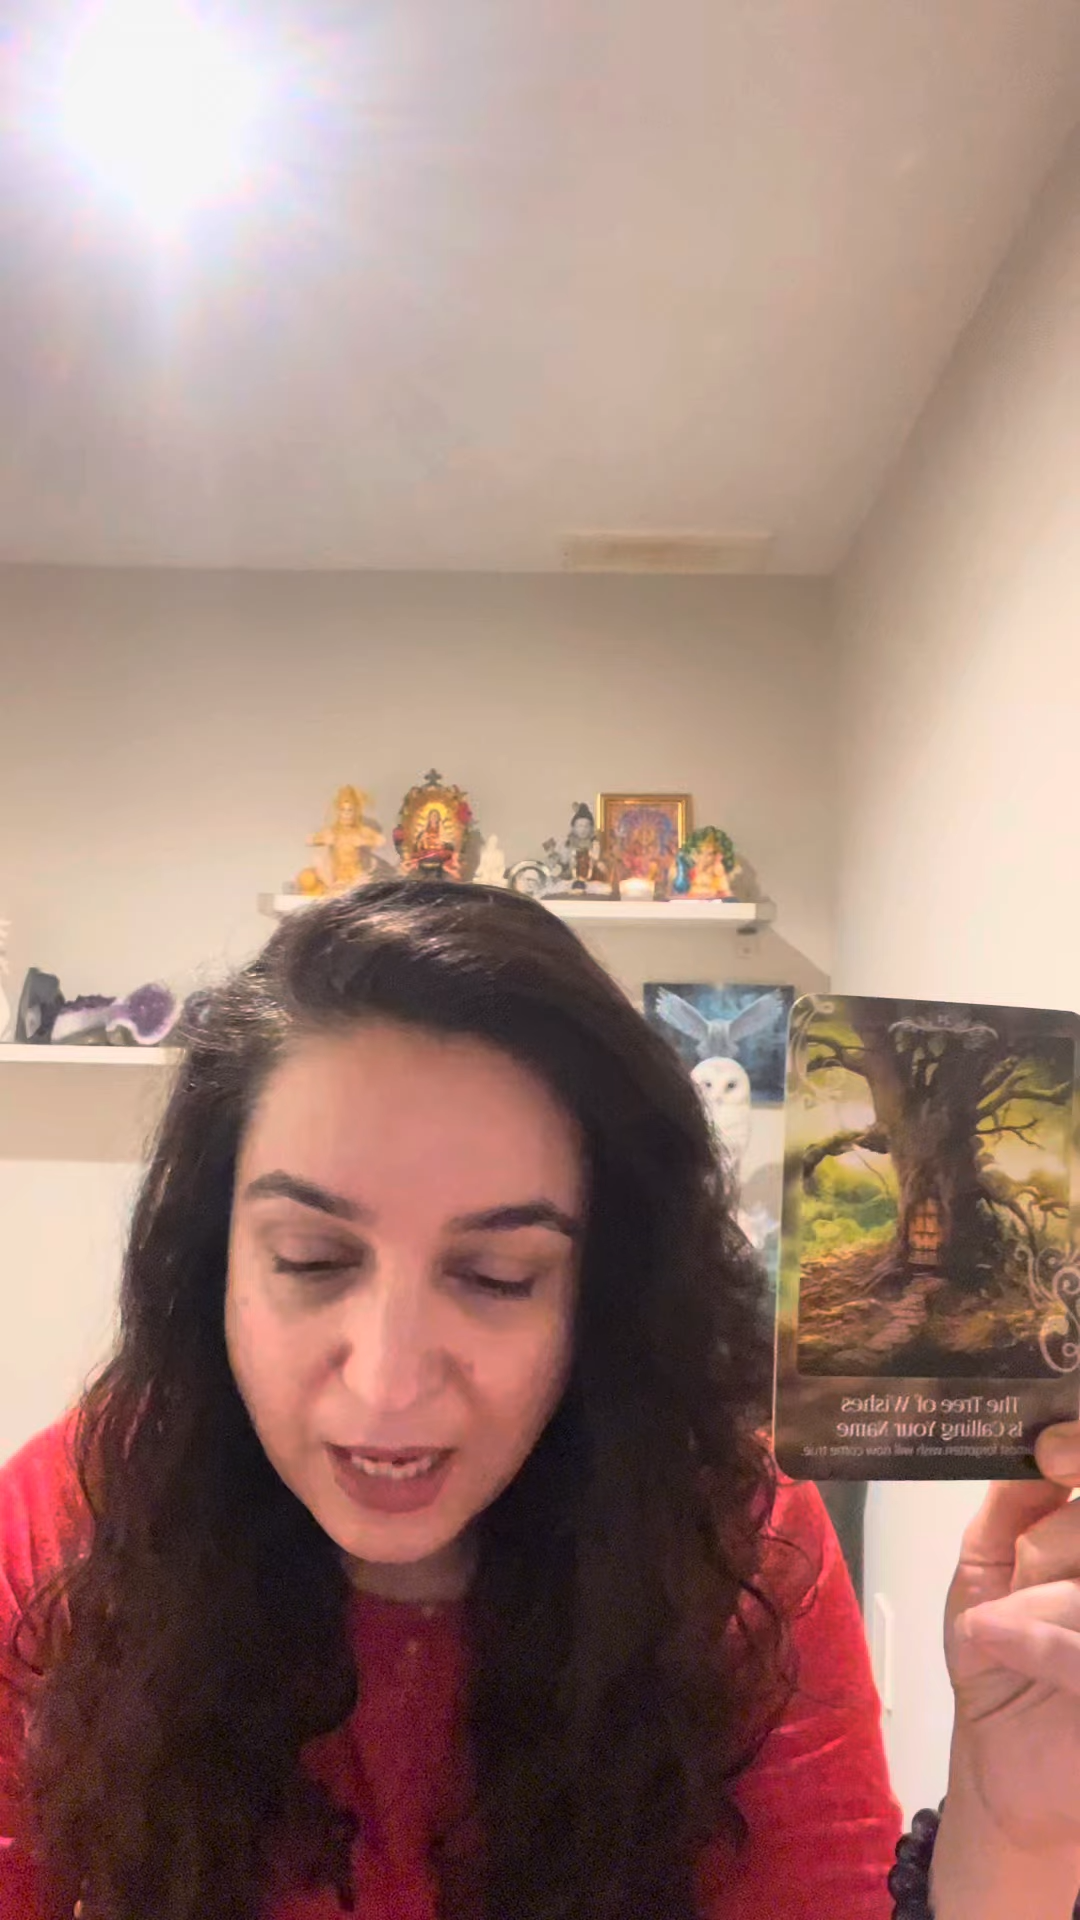 The Tree of Wishes
Is Calling Your Name
forgotten wish will now come true.